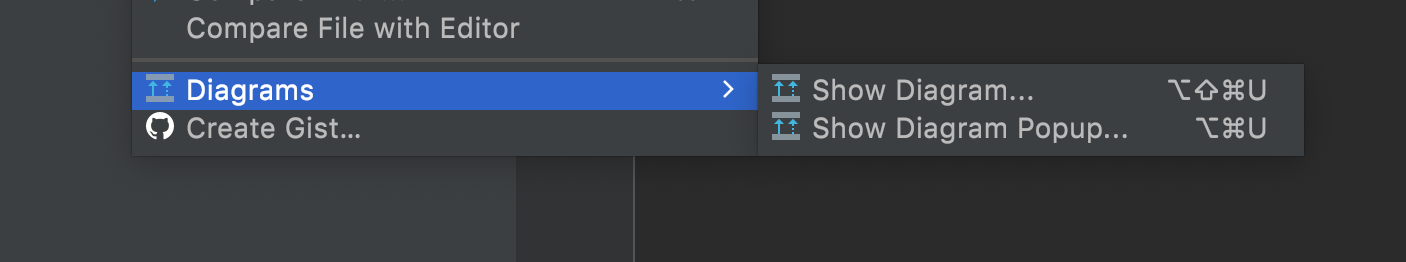 Compare File with Editor
Diagrams
Create Gist...
Show Diagram... ⌥⇧⌘U
Show Diagram Popup... ⌥⌘U